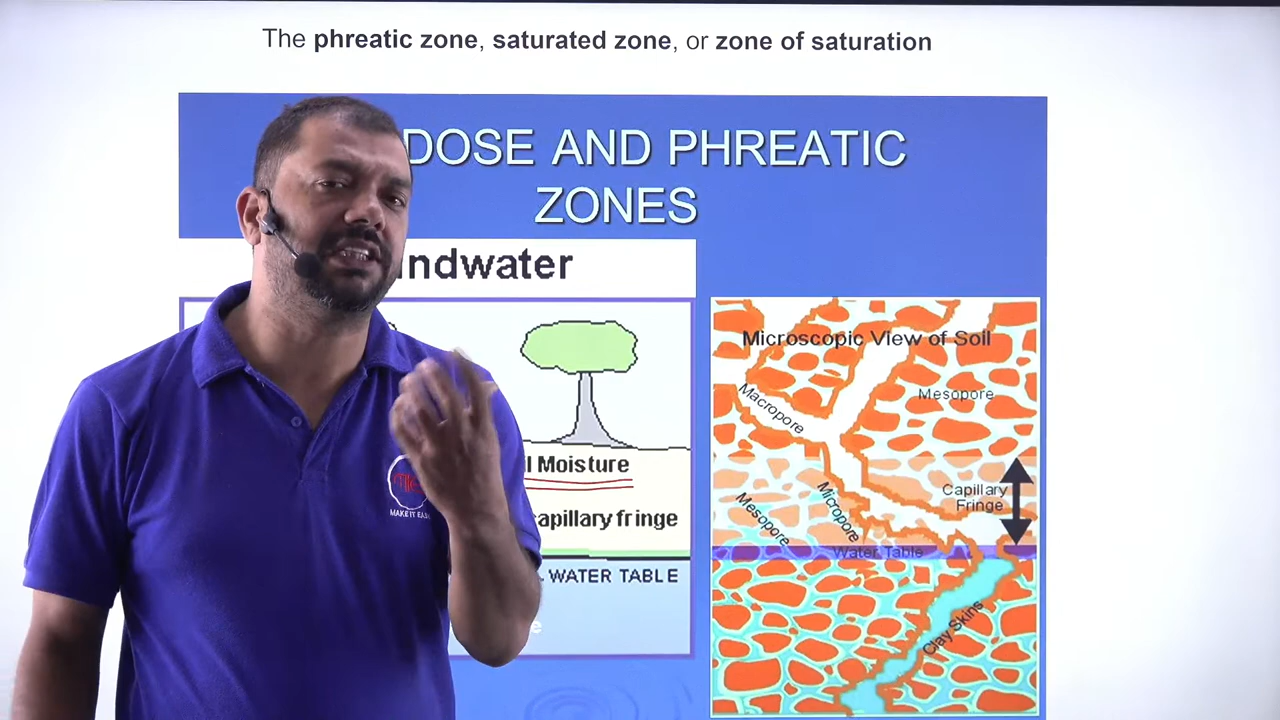 The phreatic zone, saturated zone, or zone of saturation
DOSE AND PHREATIC
ZONES
ndwater
Moisture
capillary fringe
WATER TABLE
Microscopic View of Soil
Macropore
Mesopore
Capillary
Fringe
Mesopore
Micropore
Water Table
Clay Skins
MAKE IT EAS